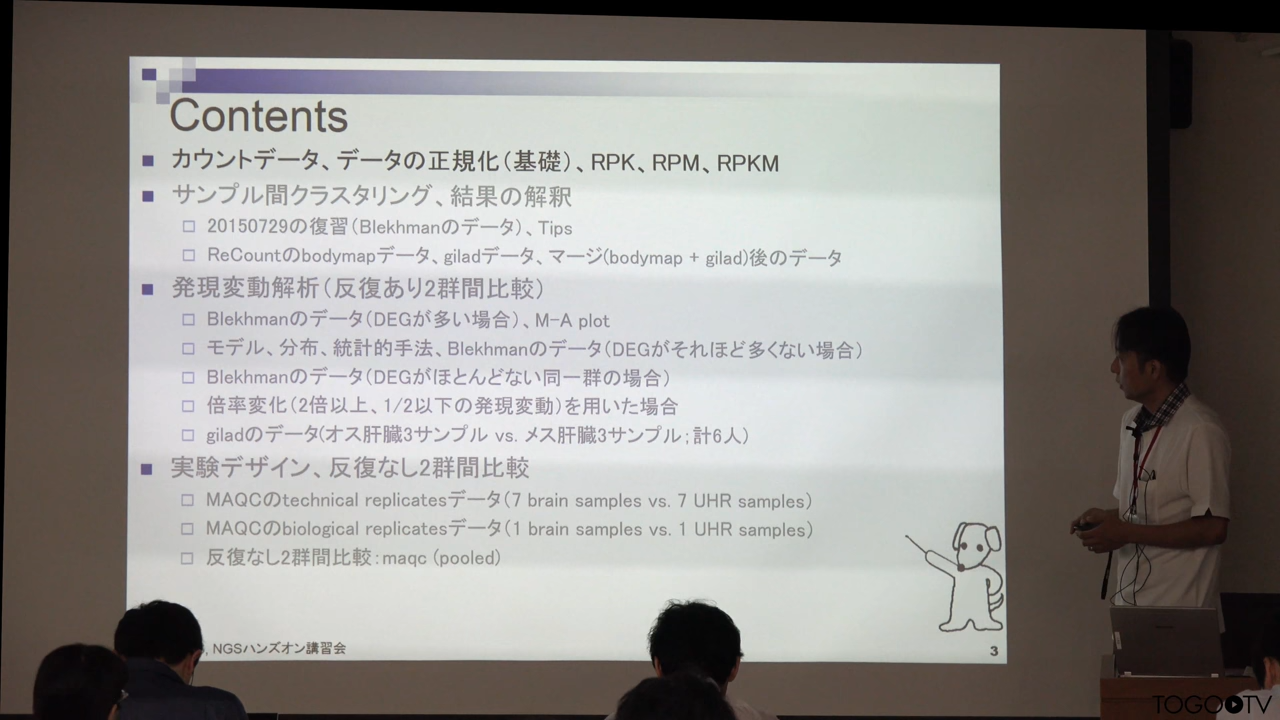 Contents
カウントデータ、データの正規化(基礎)、RPK、RPM、RPKM
サンプル間クラスタリング、結果の解釈
20150729の復習(Blekhmanのデータ)、Tips
ReCountのbodymapデータ、giladデータ、マージ(bodymap + gilad)後のデータ
発現変動解析(反復あり2群間比較)
Blekhmanのデータ(DEGが多い場合)、M-A plot
モデル、分布、統計的手法、Blekhmanのデータ(DEGがそれほど多くない場合)
Blekhmanのデータ(DEGがほとんどない同一群の場合)
倍率変化(2倍以上、1/2以下の発現変動)を用いた場合
giladのデータ(オス肝臓3サンプル vs. メス肝臓3サンプル;計6人)
実験デザイン、反復なし2群間比較
MAQCのtechnical replicatesデータ(7 brain samples vs. 7 UHR samples)
MAQCのbiological replicatesデータ(1 brain samples vs. 1 UHR samples)
反復なし2群間比較:maqc (pooled)
, NGSハンズオン講習会
3
TOGOTV